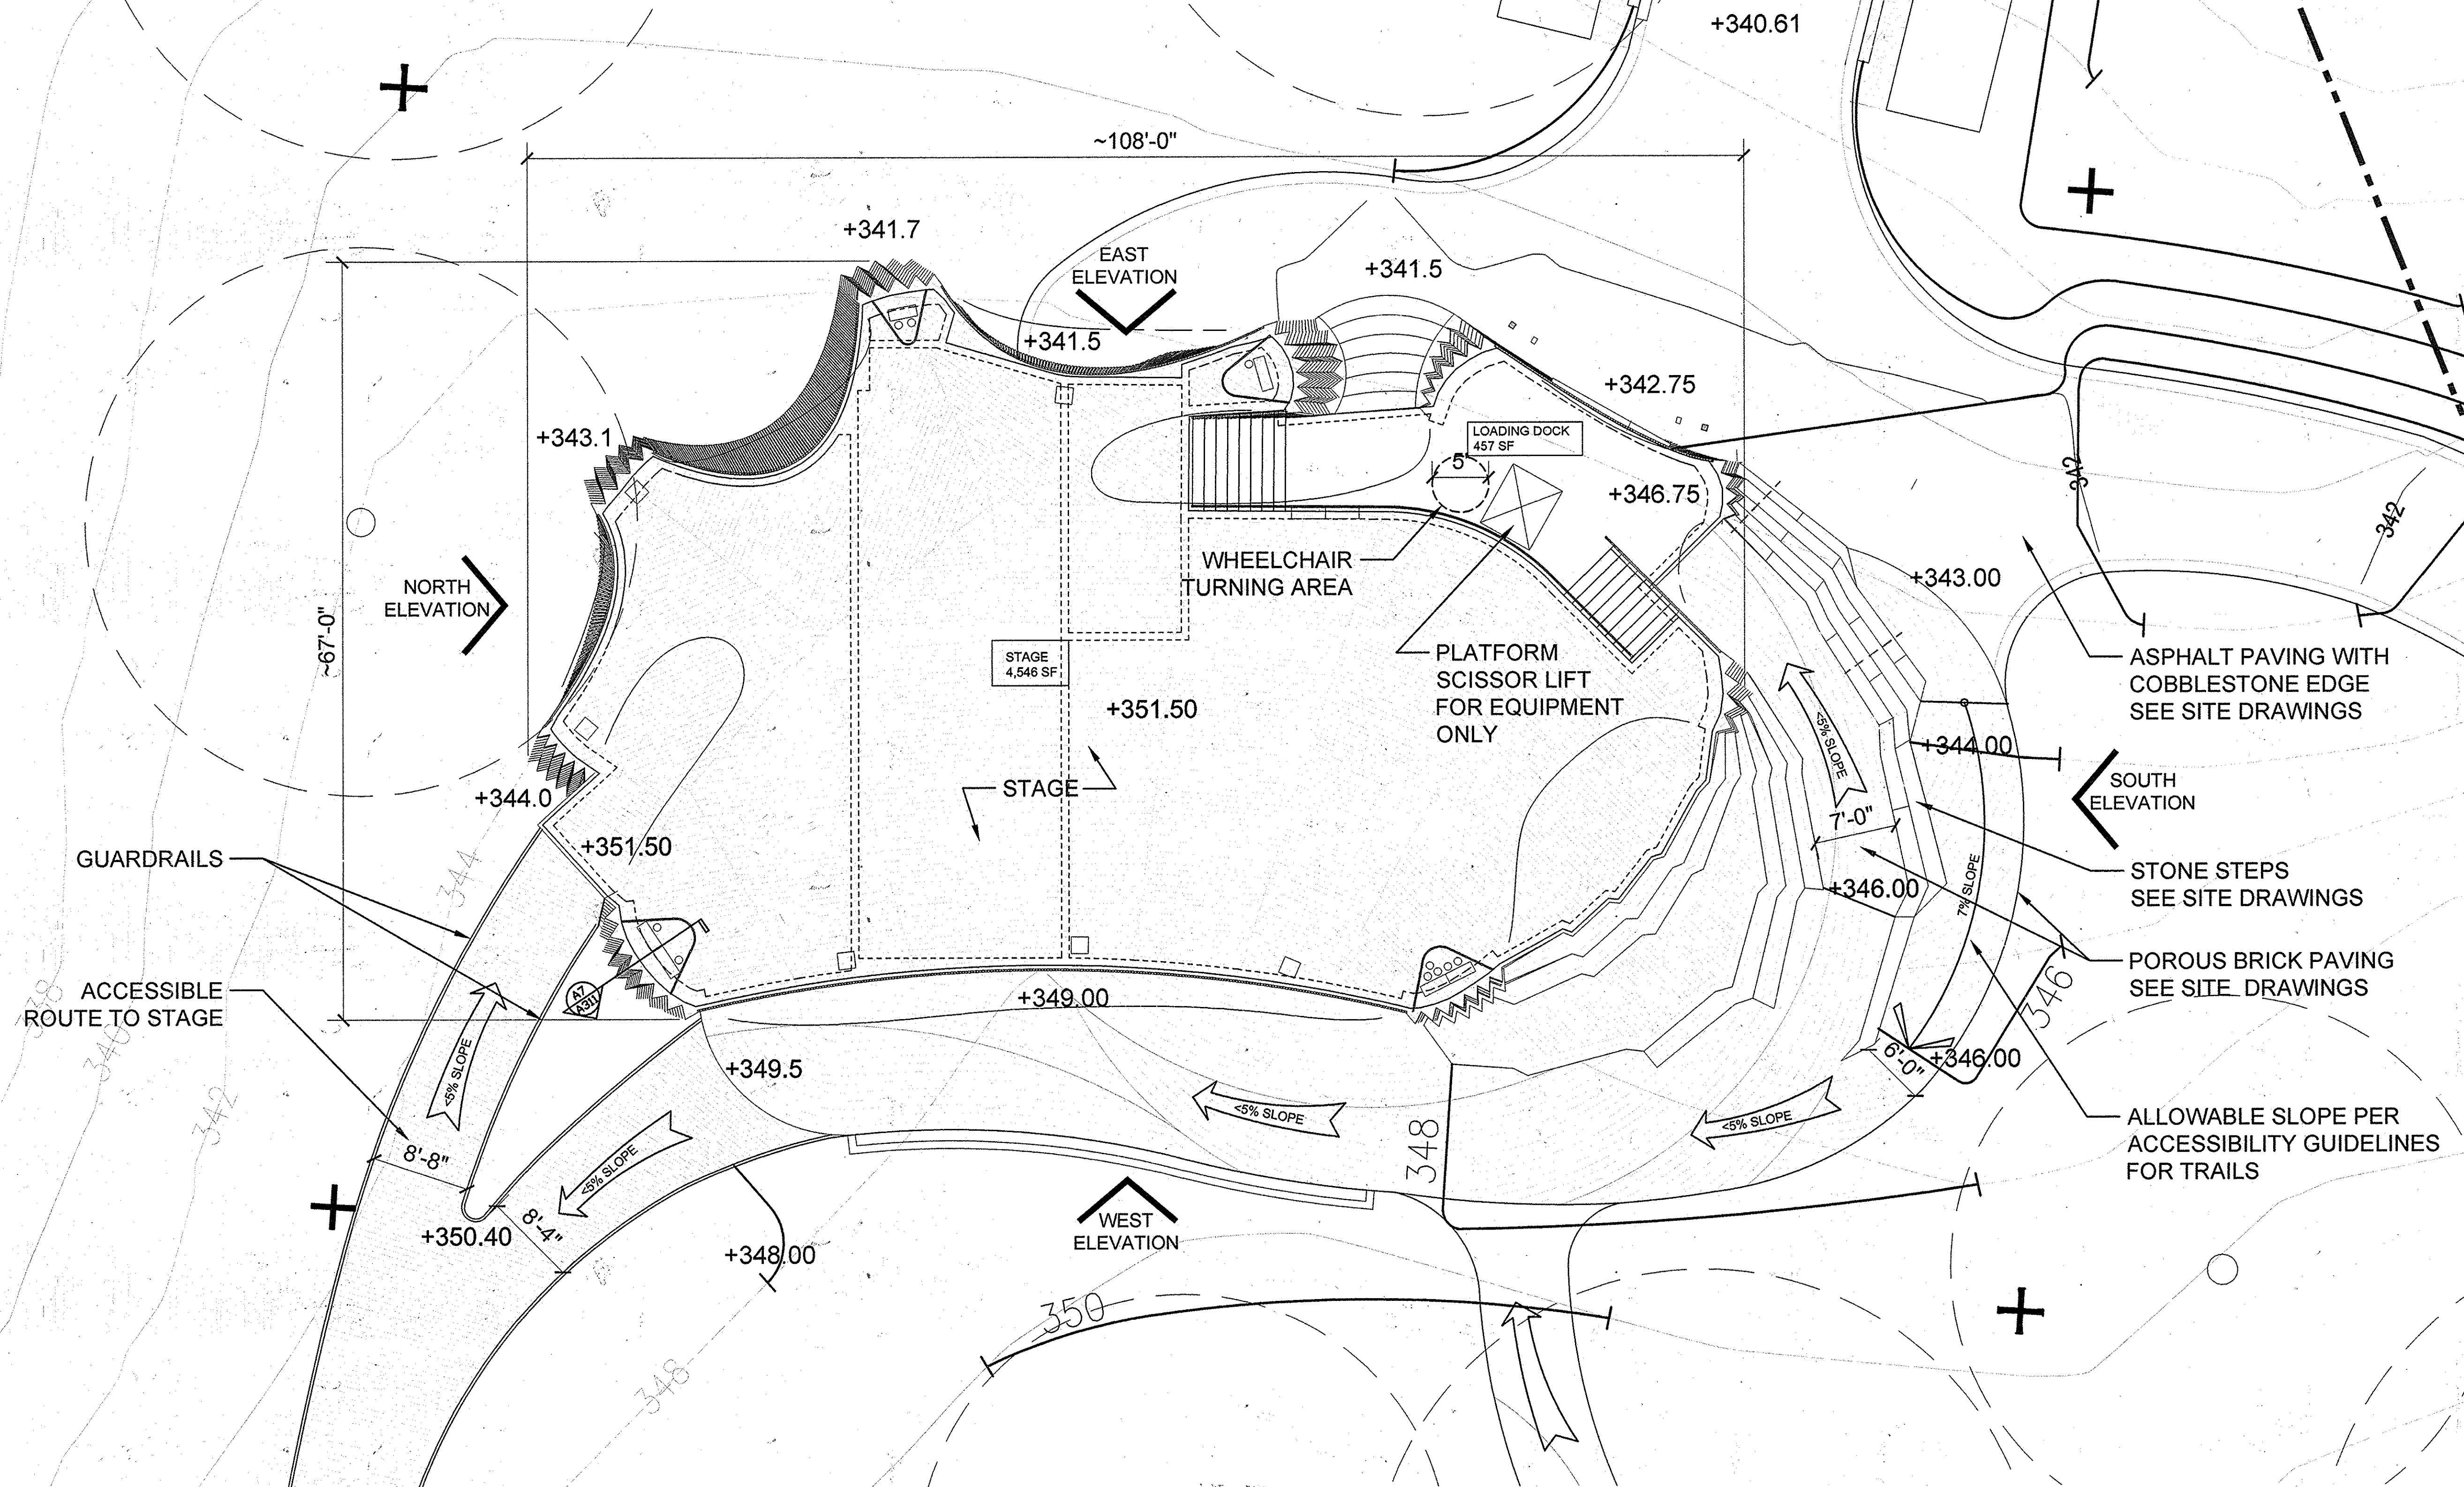 +340.61
~108'-0"
+341.7
EAST
ELEVATION
+341.5
+341.5
+342.75
+343.1
LOADING DOCK
457 SF
5'
+346.75
342
342
NORTH
ELEVATION
WHEELCHAIR
TURNING AREA
+343.00
~67'-0"
STAGE
4,546 SF
PLATFORM
SCISSOR LIFT
FOR EQUIPMENT
ONLY
ASPHALT PAVING WITH
COBBLESTONE EDGE
SEE SITE DRAWINGS
+351.50
<5% SLOPE
+344.00
STAGE
+344.0
SOUTH
ELEVATION
7'-0"
+351.50
GUARDRAILS
344
STONE STEPS
SEE SITE DRAWINGS
+346.00
7% SLOPE
POROUS BRICK PAVING
SEE SITE DRAWINGS
ACCESSIBLE
ROUTE TO STAGE
338
A7
A311
+349.00
346
340
342
<5% SLOPE
+349.5
6'-0"
+346.00
<5% SLOPE
<5% SLOPE
ALLOWABLE SLOPE PER
ACCESSIBILITY GUIDELINES
FOR TRAILS
8'-8"
<5% SLOPE
348
+350.40
8'-4"
WEST
ELEVATION
+348.00
350
348